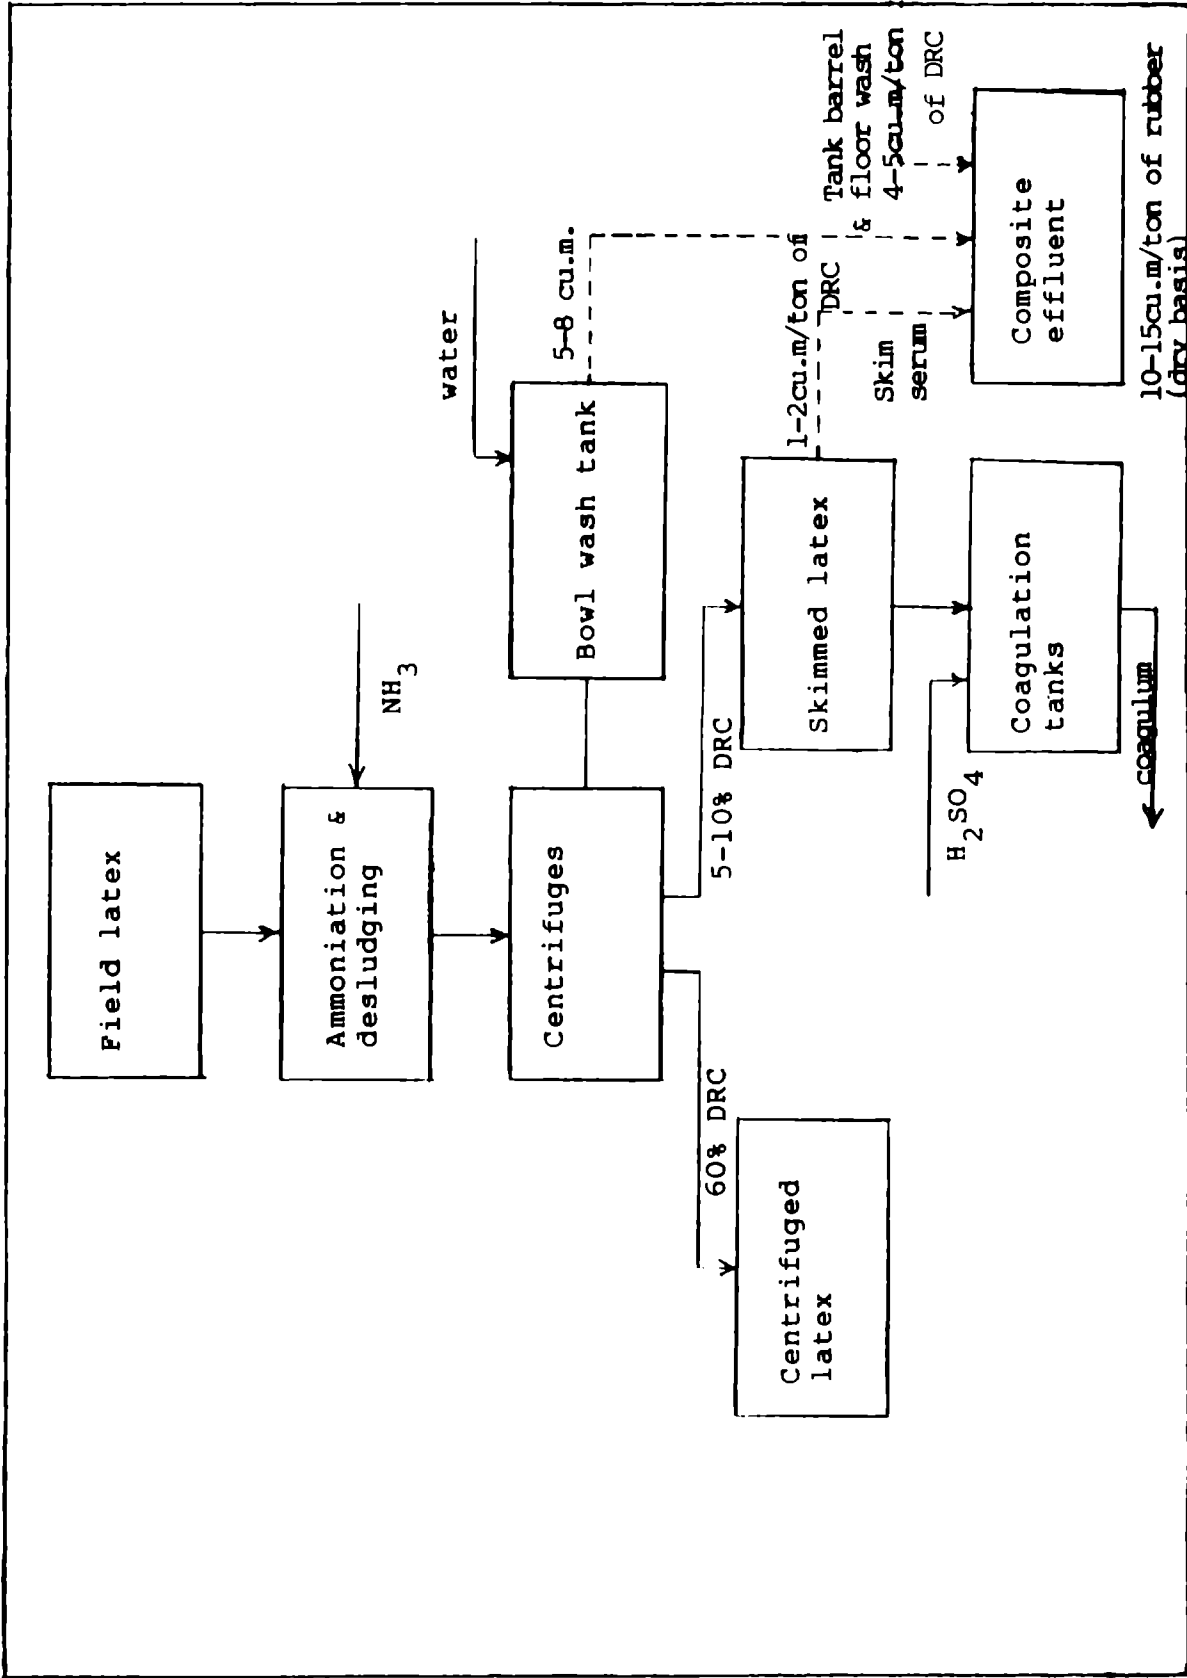 Field latex
Ammoniation &
desludging
NH3
Centrifuges
Bowl wash tank
water
5-8 cu.m.
60% DRC
5-10% DRC
Centrifuged
latex
Skimmed latex
1-2cu.m/ton of
DRC
Skim
serum
Tank barrel
& floor wash
4-5cu.m/ton
of DRC
H2SO4
Coagulation
tanks
Composite
effluent
coagulum
10-15cu.m/ton of rubber
(dry basis)